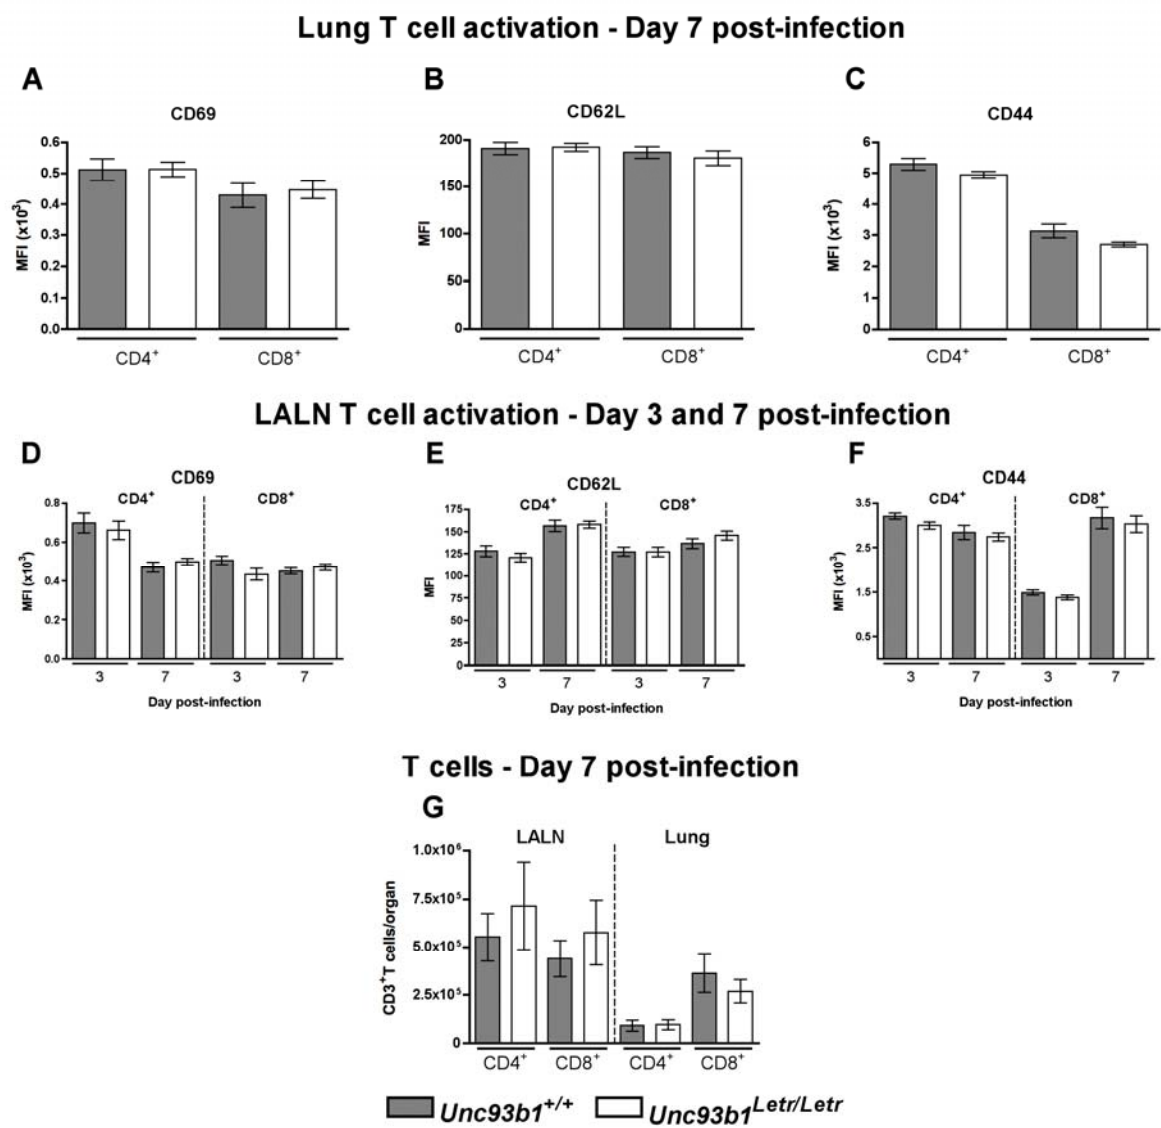 Lung T cell activation - Day 7 post-infection
A
B
C
CD69
CD62L
CD44
MFI (x10³)
0.6
0.5
0.4
0.3
0.2
0.1
0.0
CD4⁺
CD8⁺
MFI
200
150
100
50
0
CD4⁺
CD8⁺
MFI (x10³)
6
5
4
3
2
1
0
CD4⁺
CD8⁺
LALN T cell activation - Day 3 and 7 post-infection
D
E
F
CD69
CD4⁺
CD8⁺
MFI (x10³)
0.8
0.6
0.4
0.2
0.0
3
7
3
7
Day post-infection
CD62L
CD4⁺
CD8⁺
MFI
175
150
125
100
75
50
25
0
3
7
3
7
Day post-infection
CD44
CD4⁺
CD8⁺
MFI (x10³)
3.5
2.5
1.5
0.5
3
7
3
7
Day post-infection
T cells - Day 7 post-infection
G
LALN
Lung
CD3⁺T cells/organ
1.0x10⁶
7.5x10⁵
5.0x10⁵
2.5x10⁵
0
CD4⁺
CD8⁺
CD4⁺
CD8⁺
Unc93b1⁺/⁺
Unc93b1ᴸᵉᵗʳ/ᴸᵉᵗʳ